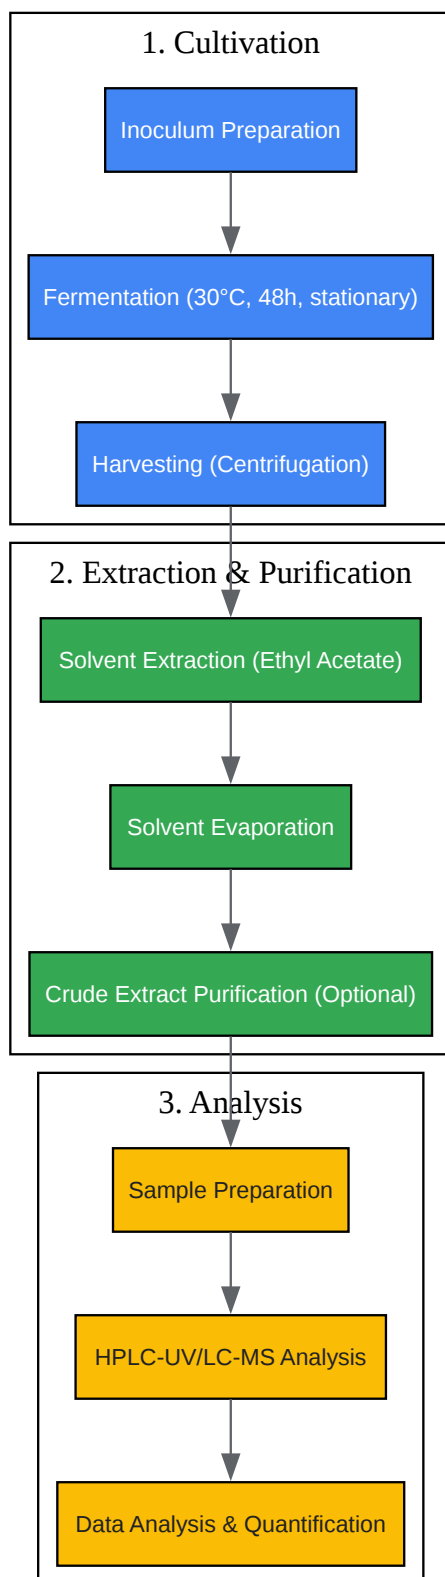 1. Cultivation
Inoculum Preparation
Fermentation (30°C, 48h, stationary)
Harvesting (Centrifugation)
2. Extraction & Purification
Solvent Extraction (Ethyl Acetate)
Solvent Evaporation
Crude Extract Purification (Optional)
3. Analysis
Sample Preparation
HPLC-UV/LC-MS Analysis
Data Analysis & Quantification